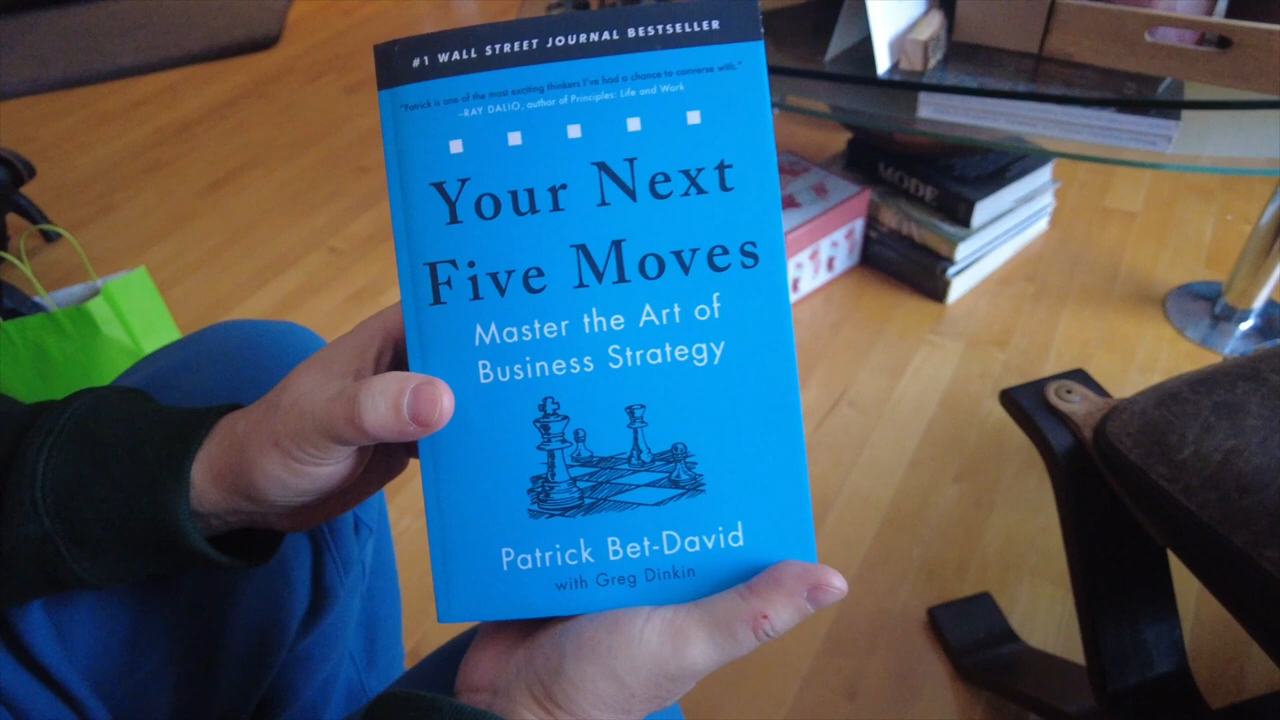 #1 WALL STREET JOURNAL BESTSELLER
"Patrick is one of the most exciting thinkers I've had a chance to converse with."
–RAY DALIO, author of Principles: Life and Work
Your Next
Five Moves
Master the Art of
Business Strategy
Patrick Bet-David
with Greg Dinkin
MODE